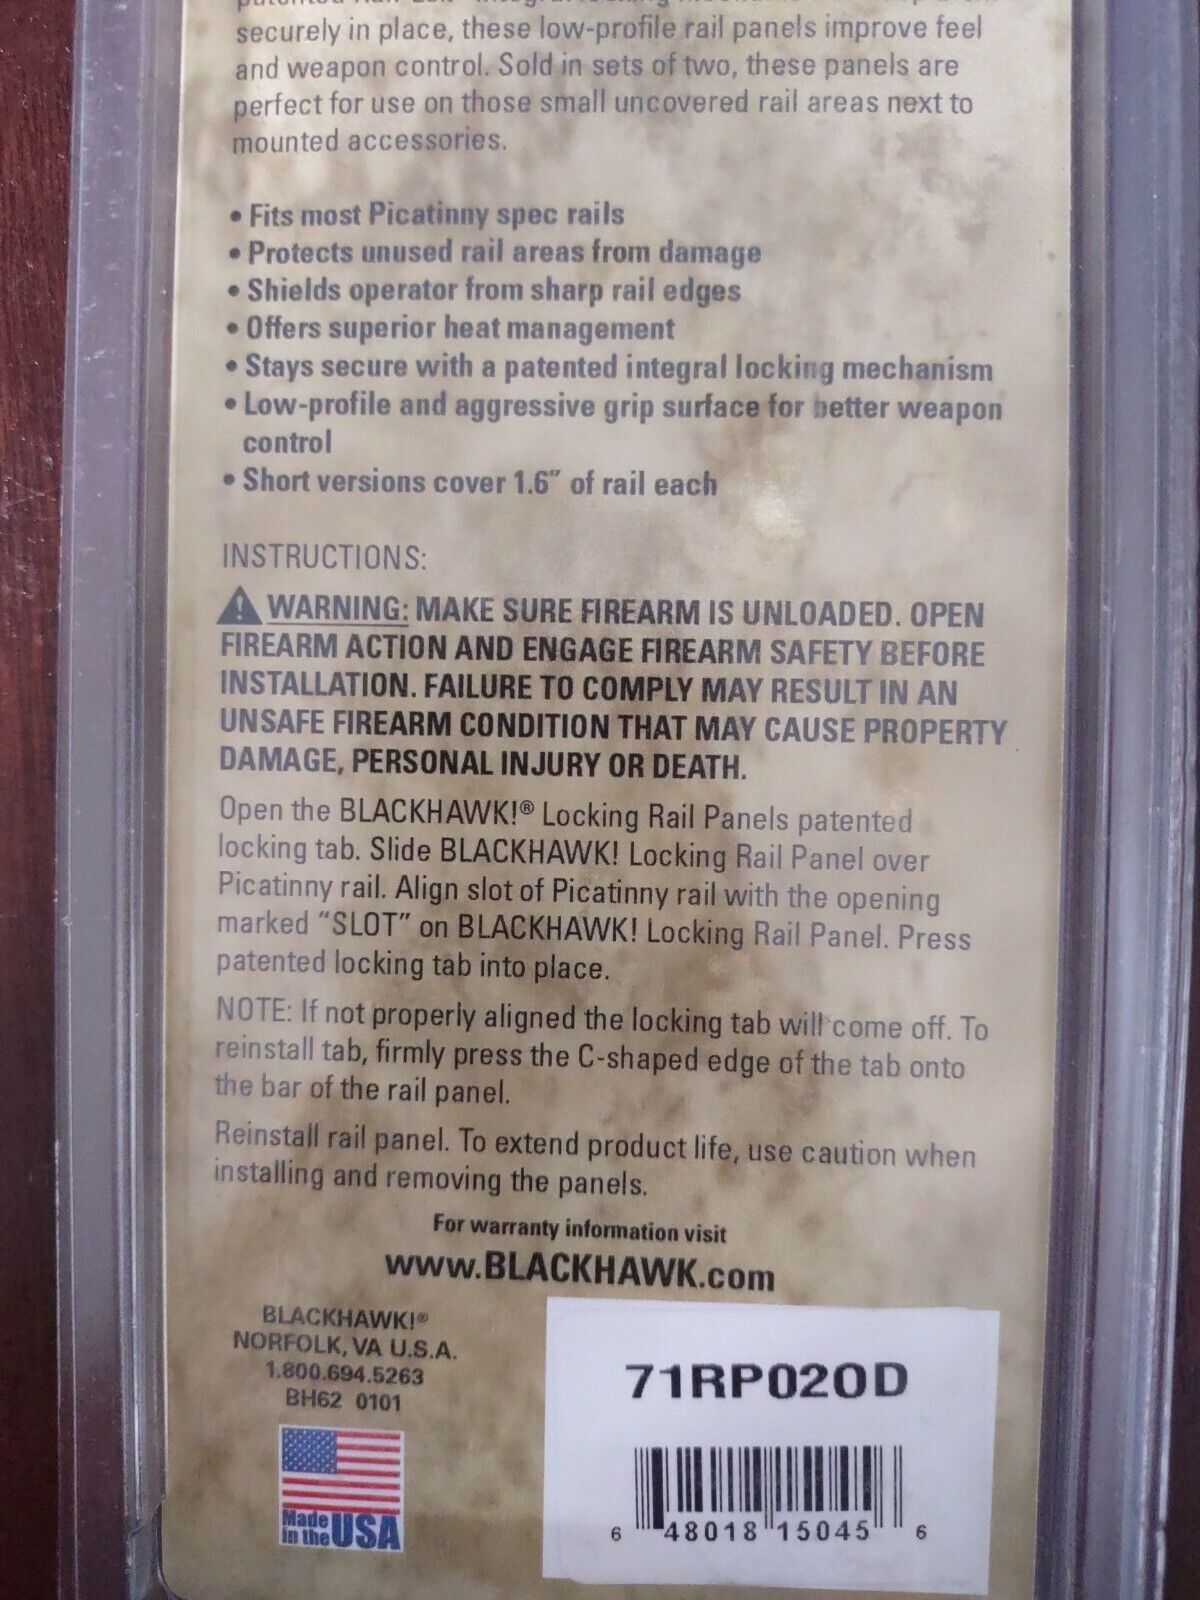 securely in place, these low-profile rail panels improve feel
and weapon control. Sold in sets of two, these panels are
perfect for use on those small uncovered rail areas next to
mounted accessories.
• Fits most Picatinny spec rails
• Protects unused rail areas from damage
• Shields operator from sharp rail edges
• Offers superior heat management
• Stays secure with a patented integral locking mechanism
• Low-profile and aggressive grip surface for better weapon
control
• Short versions cover 1.6” of rail each
INSTRUCTIONS:
WARNING: MAKE SURE FIREARM IS UNLOADED. OPEN
FIREARM ACTION AND ENGAGE FIREARM SAFETY BEFORE
INSTALLATION. FAILURE TO COMPLY MAY RESULT IN AN
UNSAFE FIREARM CONDITION THAT MAY CAUSE PROPERTY
DAMAGE, PERSONAL INJURY OR DEATH.
Open the BLACKHAWK!® Locking Rail Panels patented
locking tab. Slide BLACKHAWK! Locking Rail Panel over
Picatinny rail. Align slot of Picatinny rail with the opening
marked “SLOT” on BLACKHAWK! Locking Rail Panel. Press
patented locking tab into place.
NOTE: If not properly aligned the locking tab will come off. To
reinstall tab, firmly press the C-shaped edge of the tab onto
the bar of the rail panel.
Reinstall rail panel. To extend product life, use caution when
installing and removing the panels.
For warranty information visit
www.BLACKHAWK.com
BLACKHAWK!®
NORFOLK, VA U.S.A.
1.800.694.5263
BH62 0101
Made
in the USA
71RP02OD
6 48018 15045 6